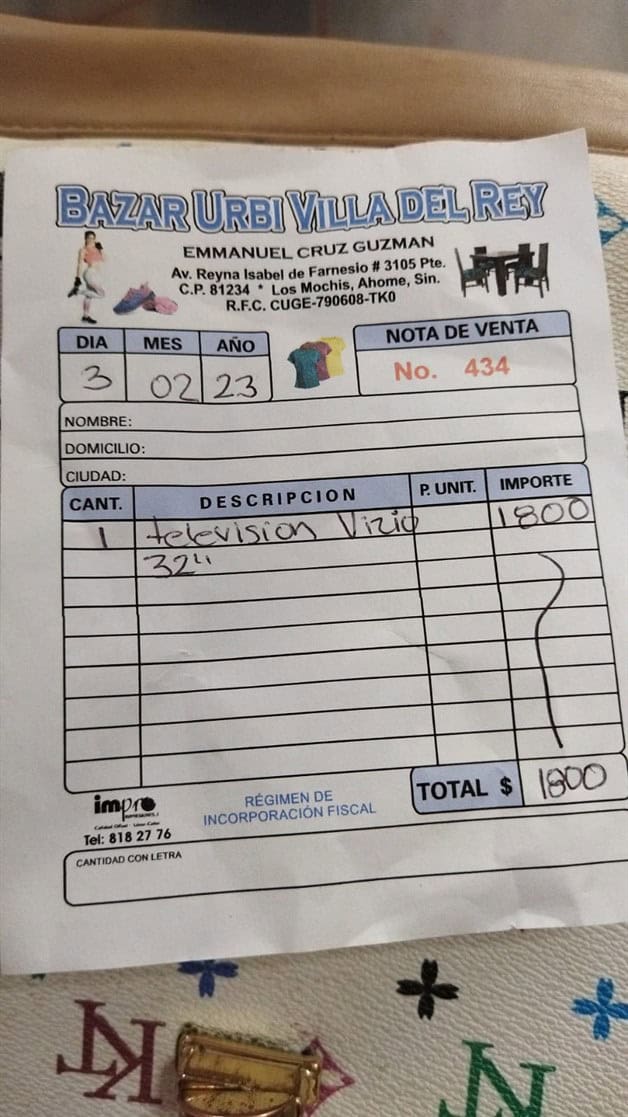 BAZAR URBI VILLA DEL REY
EMMANUEL CRUZ GUZMAN
Av. Reyna Isabel de Farnesio # 3105 Pte.
C.P. 81234 * Los Mochis, Ahome, Sin.
R.F.C. CUGE-790608-TK0
DIA MES AÑO
3 02 23
NOTA DE VENTA
No. 434
NOMBRE:
DOMICILIO:
CIUDAD:
CANT. DESCRIPCION P. UNIT. IMPORTE
1 television Vizio 1800
32"
impro
Tel: 818 27 76
RÉGIMEN DE
INCORPORACIÓN FISCAL
TOTAL $ 1800
CANTIDAD CON LETRA